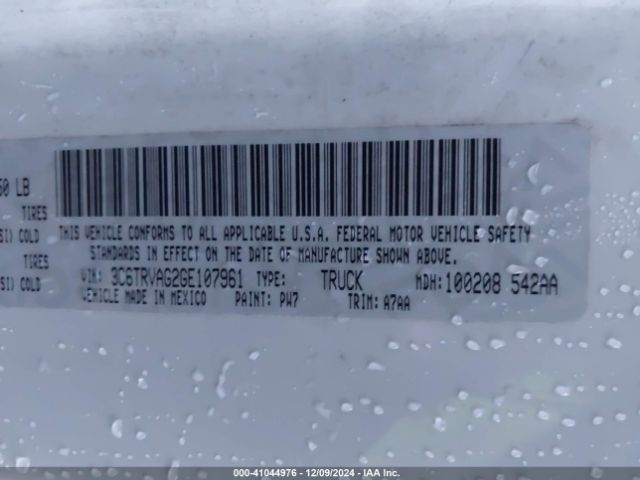 50 LB
TIRES
SI) COLD
TIRES
SI) COLD
THIS VEHICLE CONFORMS TO ALL APPLICABLE U.S.A. FEDERAL MOTOR VEHICLE SAFETY
STANDARDS IN EFFECT ON THE DATE OF MANUFACTURE SHOWN ABOVE.
VIN: 3C6TRVAG2GE107961 TYPE: TRUCK MDH: 100208 542AA
VEHICLE MADE IN MEXICO PAINT: PW7 TRIM: A7AA
000-41044976 - 12/09/2024 - IAA Inc.